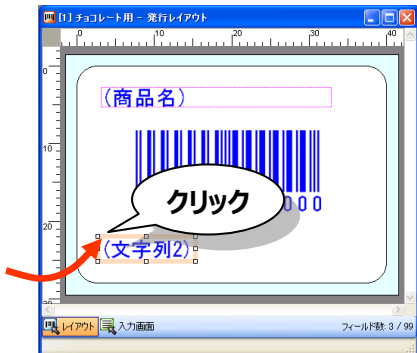 [1] チョコレート用 - 発行レイアウト
0 10 20 30 40
0
(商品名)
10
クリック
000
20
(文字列2)
30
レイアウト 入力画面 フィールド数: 3 / 99